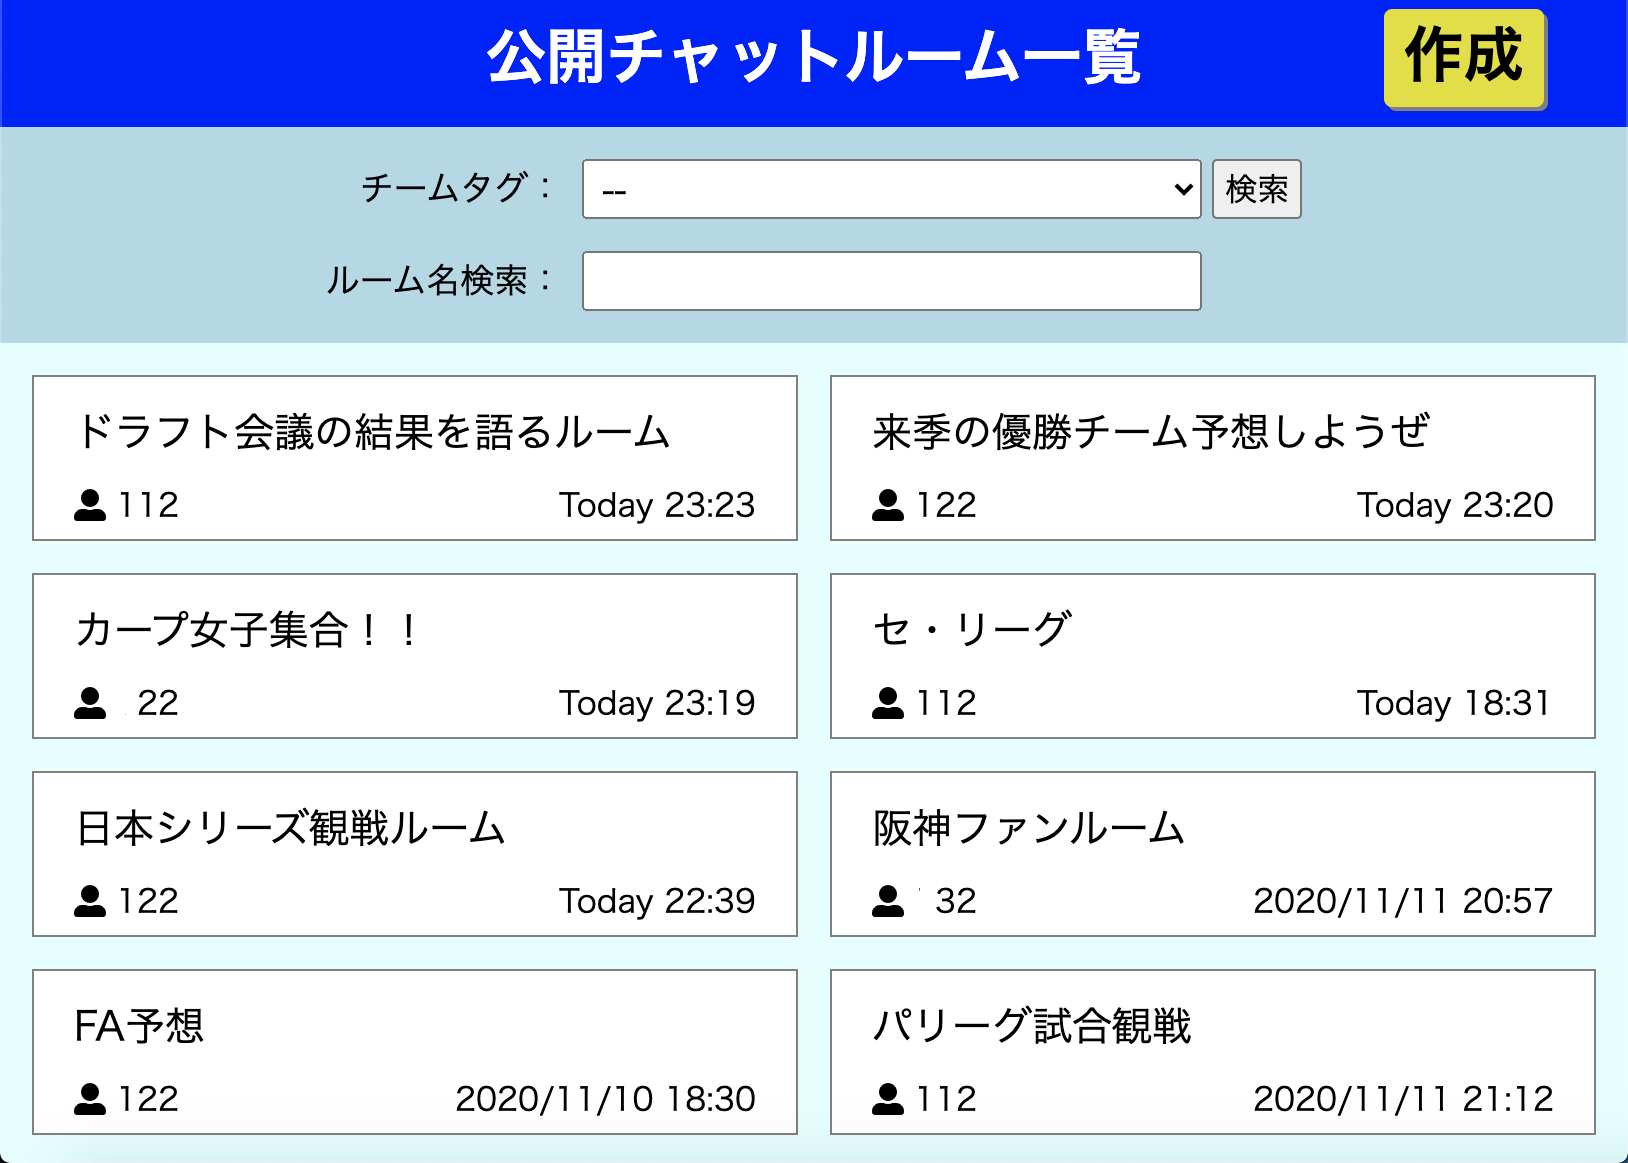 公開チャットルーム一覧
作成
チームタグ：
--
検索
ルーム名検索：
ドラフト会議の結果を語るルーム
112 Today 23:23
来季の優勝チーム予想しようぜ
122 Today 23:20
カープ女子集合！！
22 Today 23:19
セ・リーグ
112 Today 18:31
日本シリーズ観戦ルーム
122 Today 22:39
阪神ファンルーム
32 2020/11/11 20:57
FA予想
122 2020/11/10 18:30
パリーグ試合観戦
112 2020/11/11 21:12